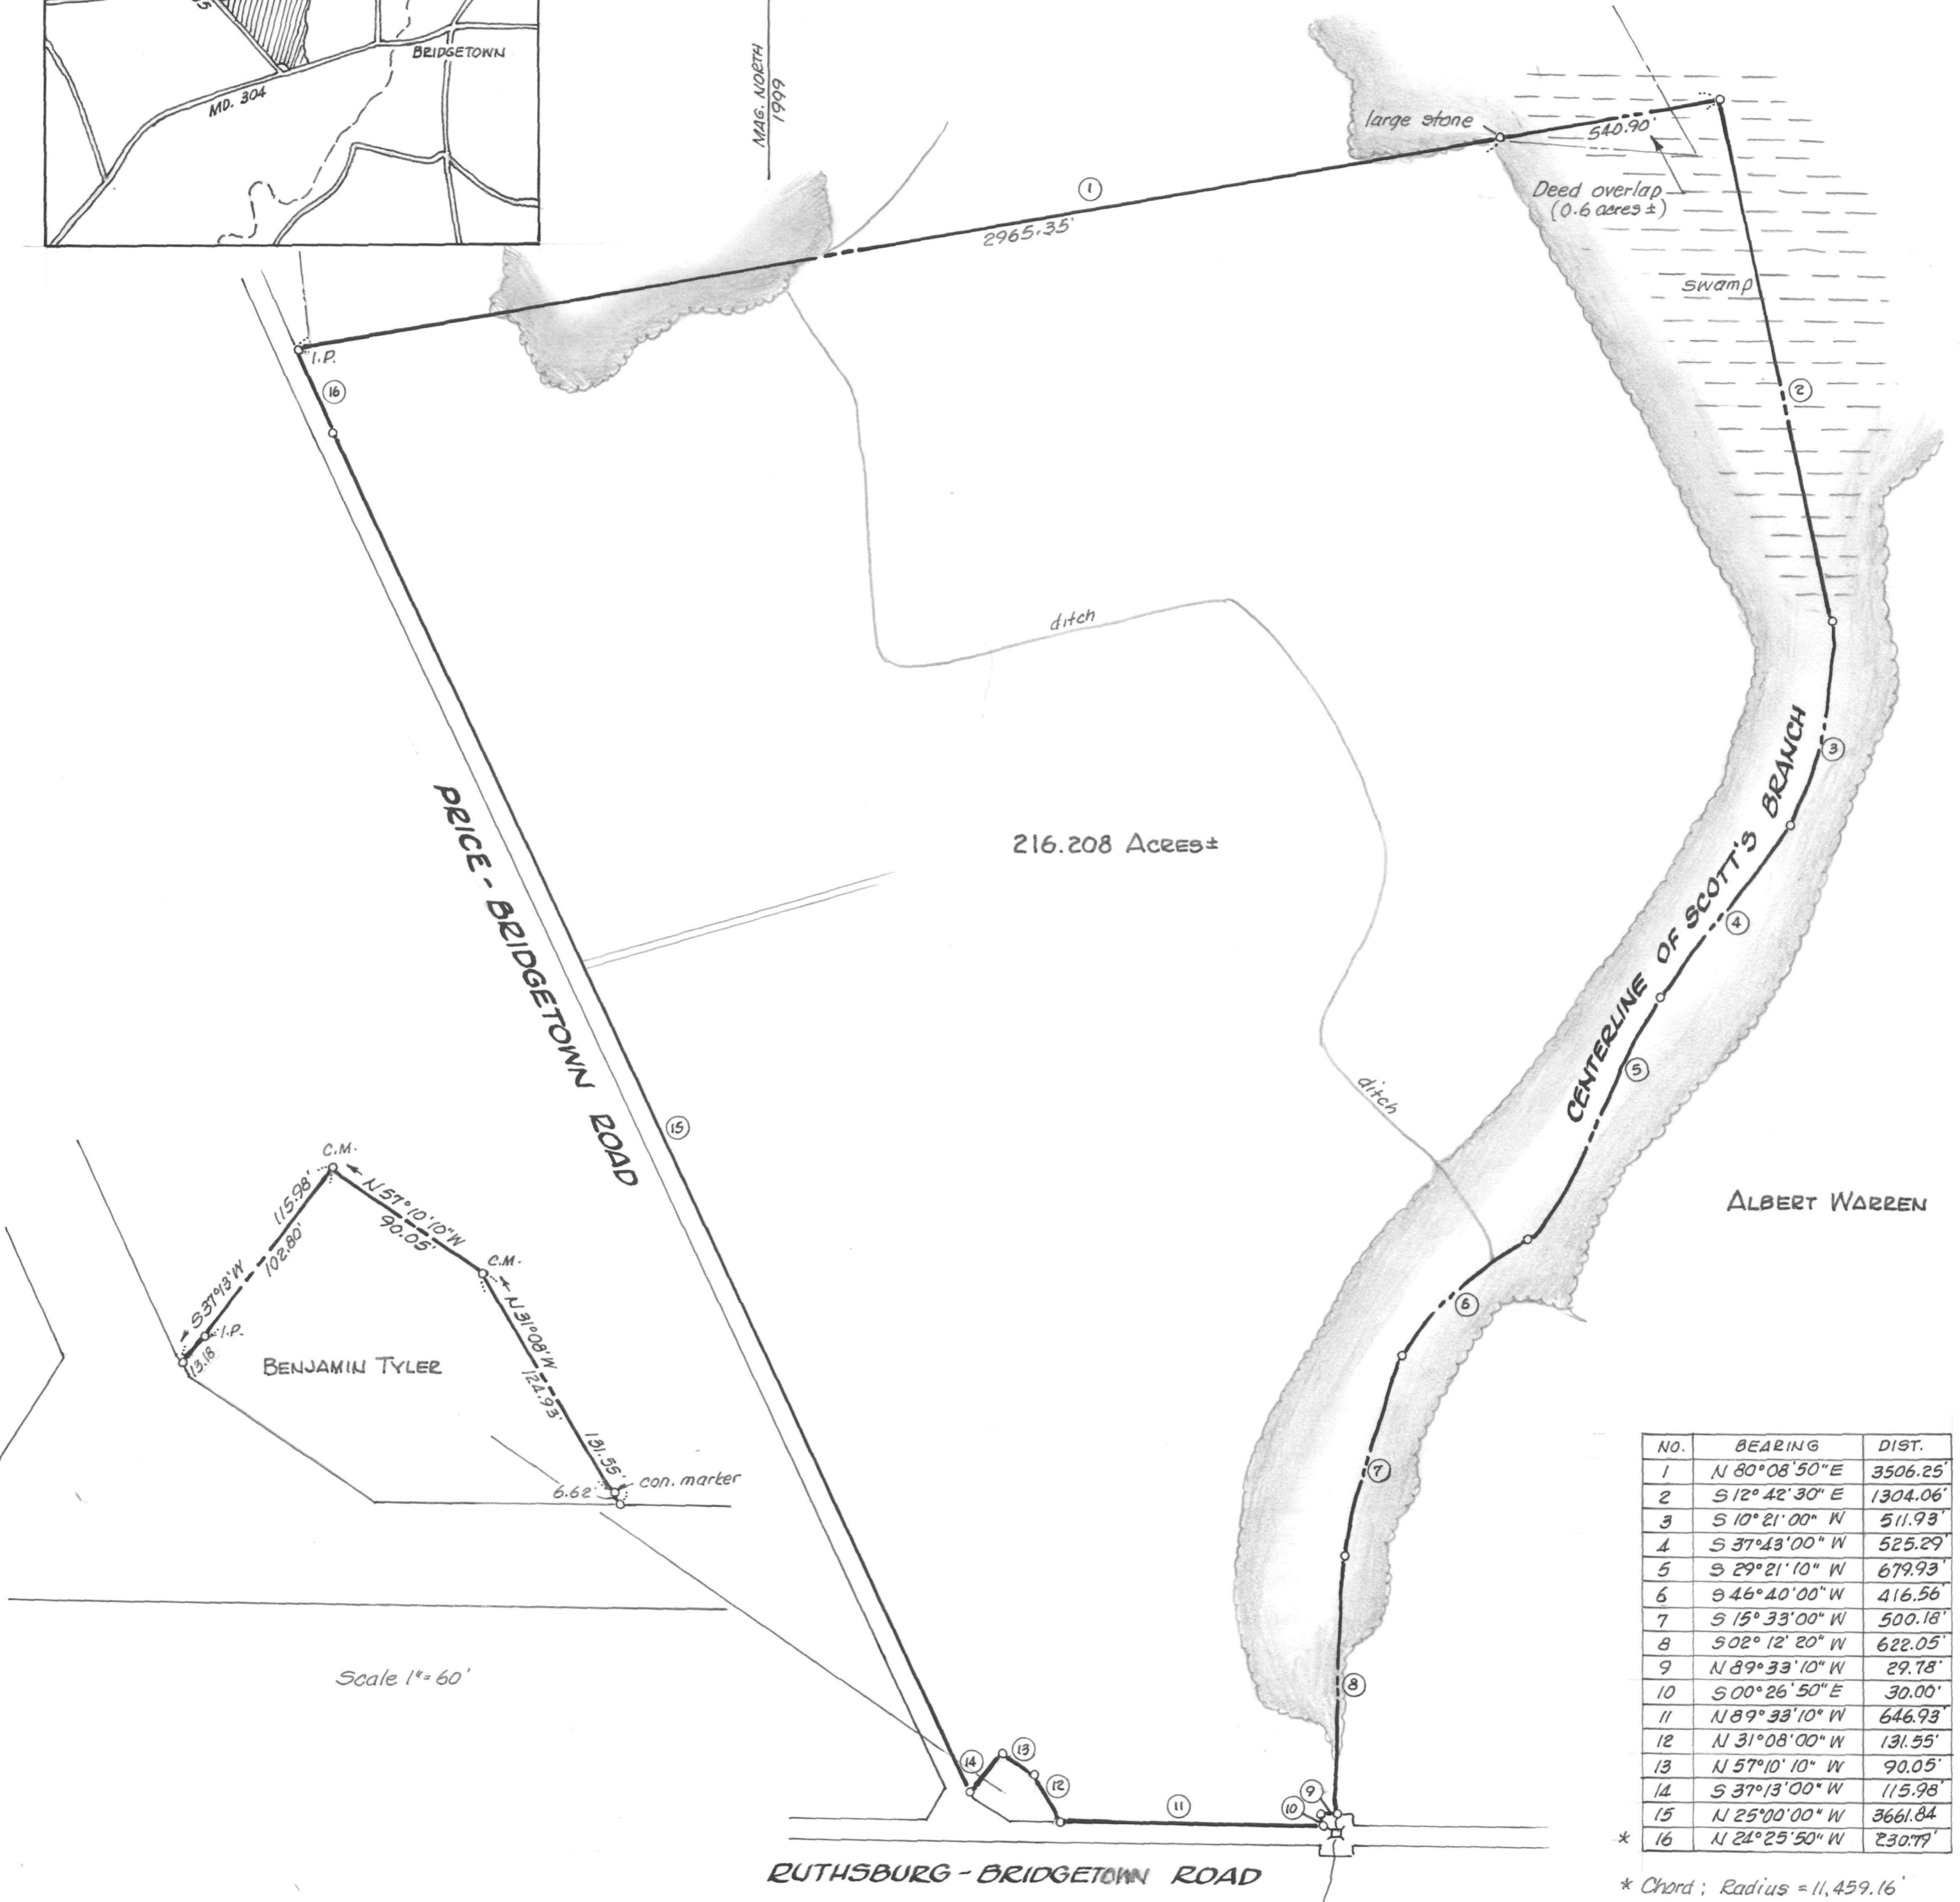 BRIDGETOWN
MD. 304
MAG. NORTH
1999
large stone
540.90'
Deed overlap
(0.6 acres ±)
1
2965.35'
swamp
I.P.
16
2
ditch
3
CENTERLINE OF SCOTT'S BRANCH
216.208 ACRES±
4
PRICE - BRIDGETOWN ROAD
5
ditch
15
ALBERT WARREN
C.M.
115.98'
N 57°10'10" W
90.05'
102.80'
S 37°13' W
C.M.
I.P.
13.18
N 31°08' W
124.93'
BENJAMIN TYLER
131.55'
con. marker
6.62'
6
7
Scale 1"= 60'
8
14
13
12
11
9
10
RUTHSBURG - BRIDGETOWN ROAD
NO. BEARING DIST.
1 N 80°08'50" E 3506.25'
2 S 12°42'30" E 1304.06'
3 S 10°21'00" W 511.93'
4 S 37°43'00" W 525.29'
5 S 29°21'10" W 679.93'
6 S 46°40'00" W 416.56'
7 S 15°33'00" W 500.18'
8 S 02°12'20" W 622.05'
9 N 89°33'10" W 29.78'
10 S 00°26'50" E 30.00'
11 N 89°33'10" W 646.93'
12 N 31°08'00" W 131.55'
13 N 57°10'10" W 90.05'
14 S 37°13'00" W 115.98'
15 N 25°00'00" W 3661.84
* 16 N 24°25'50" W 230.79'
* Chord; Radius = 11,459.16'